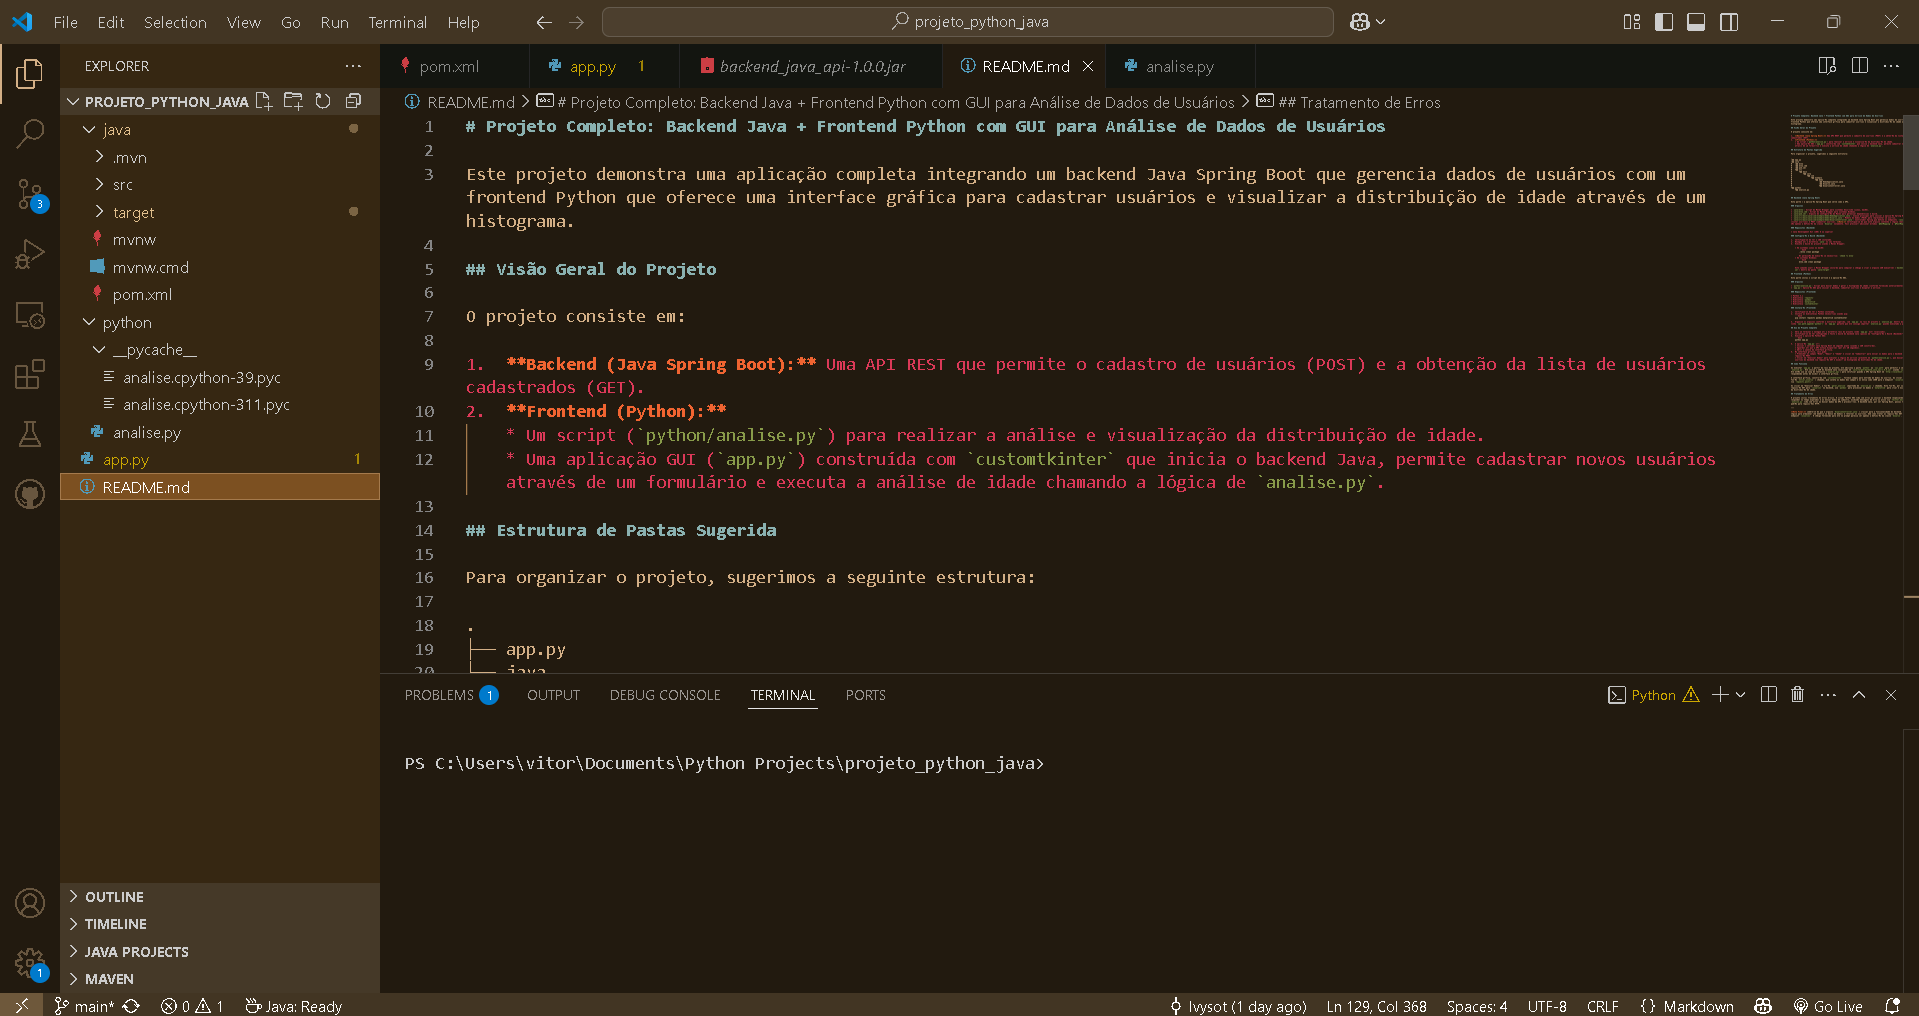 File Edit Selection View Go Run Terminal Help
projeto_python_java
EXPLORER
PROJETO_PYTHON_JAVA
java
.mvn
src
target
mvnw
mvnw.cmd
pom.xml
python
__pycache__
analise.cpython-39.pyc
analise.cpython-311.pyc
analise.py
app.py 1
README.md
OUTLINE
TIMELINE
JAVA PROJECTS
MAVEN
3
1
pom.xml app.py 1 backend_java_api-1.0.0.jar README.md analise.py
README.md > # Projeto Completo: Backend Java + Frontend Python com GUI para Análise de Dados de Usuários > ## Tratamento de Erros
1 # Projeto Completo: Backend Java + Frontend Python com GUI para Análise de Dados de Usuários
2
3 Este projeto demonstra uma aplicação completa integrando um backend Java Spring Boot que gerencia dados de usuários com um
frontend Python que oferece uma interface gráfica para cadastrar usuários e visualizar a distribuição de idade através de um
histograma.
4
5 ## Visão Geral do Projeto
6
7 O projeto consiste em:
8
9 1. **Backend (Java Spring Boot):** Uma API REST que permite o cadastro de usuários (POST) e a obtenção da lista de usuários
cadastrados (GET).
10 2. **Frontend (Python):**
11 * Um script (`python/analise.py`) para realizar a análise e visualização da distribuição de idade.
12 * Uma aplicação GUI (`app.py`) construída com `customtkinter` que inicia o backend Java, permite cadastrar novos usuários
através de um formulário e executa a análise de idade chamando a lógica de `analise.py`.
13
14 ## Estrutura de Pastas Sugerida
15
16 Para organizar o projeto, sugerimos a seguinte estrutura:
17
18 .
19 ├── app.py
20 ├── java
PROBLEMS 1 OUTPUT DEBUG CONSOLE TERMINAL PORTS
Python
PS C:\Users\vitor\Documents\Python Projects\projeto_python_java>
main* 0 1 Java: Ready Ivysot (1 day ago) Ln 129, Col 368 Spaces: 4 UTF-8 CRLF {} Markdown Go Live